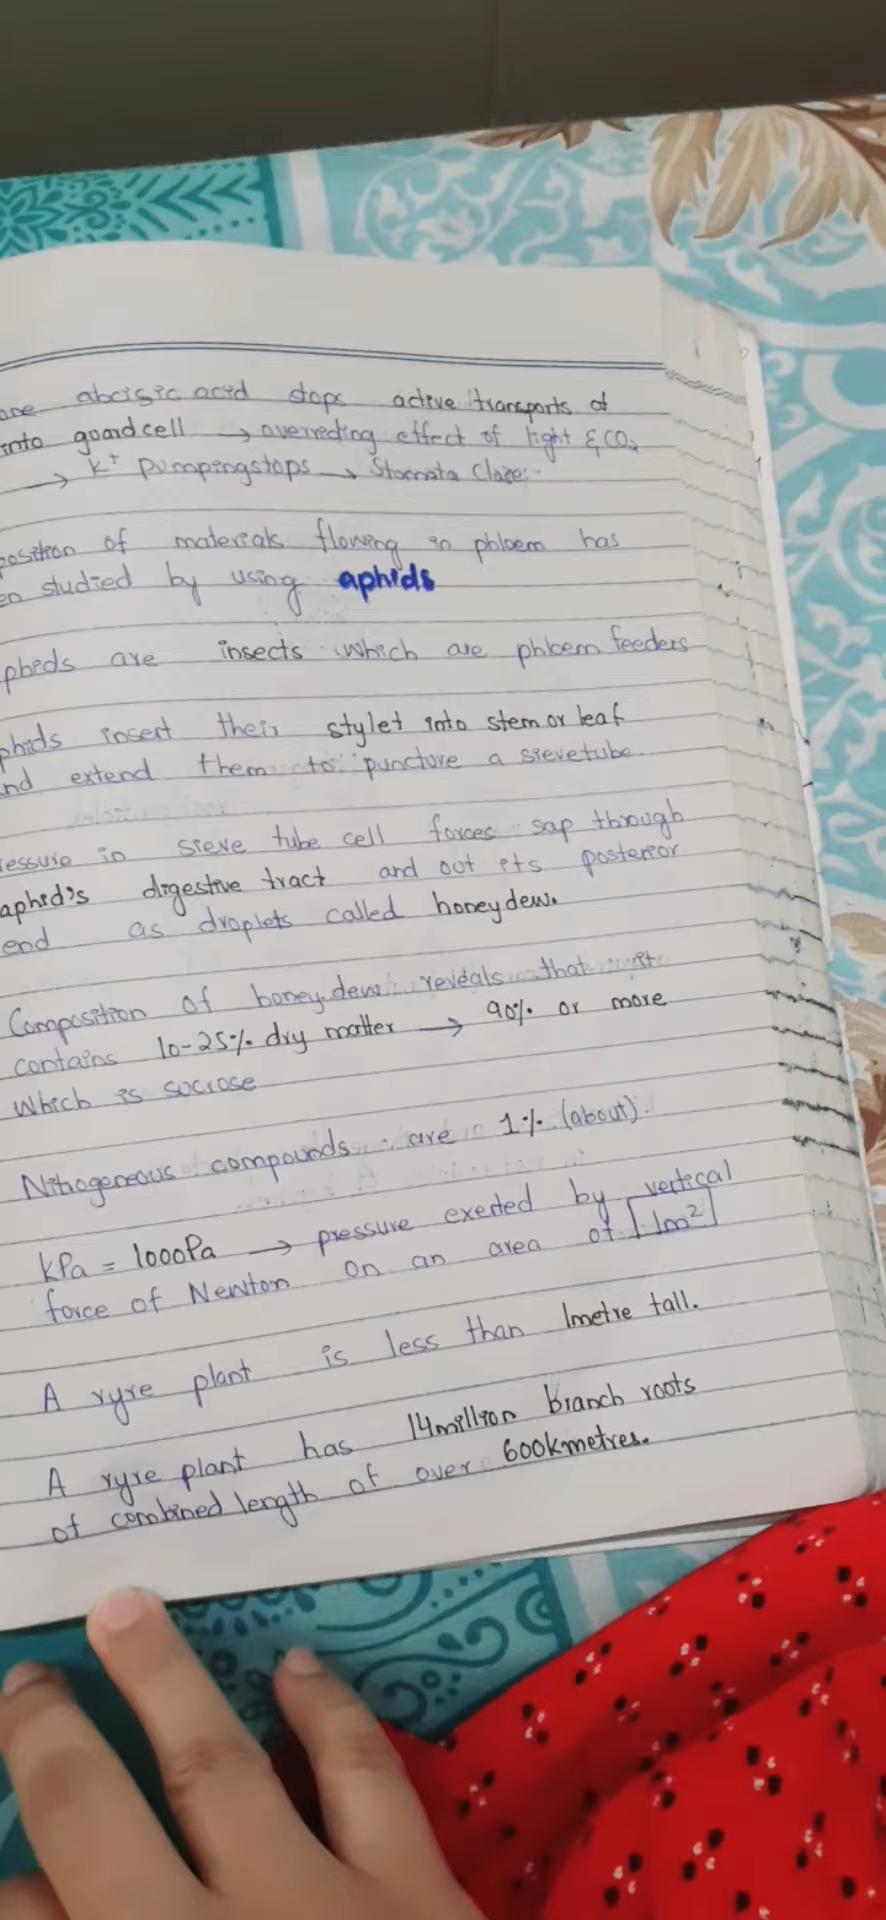 one abcisic acid stops active transports of
into guard cell → overreding effect of light & CO2
→ K+ pumping stops → Stomata Close:-
position of materials flowing in phloem has
en studied by using aphids
pheds are insects which are phloem feeders
phids insert their stylet into stem or leaf
nd extend them to puncture a sievetube
ressure in sieve tube cell forces sap through
aphid's digestive tract and out its posterior
end as droplets called honeydew.
Composition of honeydew reveals that it
contains 10-25% dry matter → 90% or more
Which is sucrose
Nitrogeneous compounds are 1% (about).
kPa = 1000Pa → pressure exerted by vertical
force of Newton on an area of 1m²
A ryre plant is less than 1metre tall.
A ryre plant has 14million branch roots
of combined length of over 600kmetres.